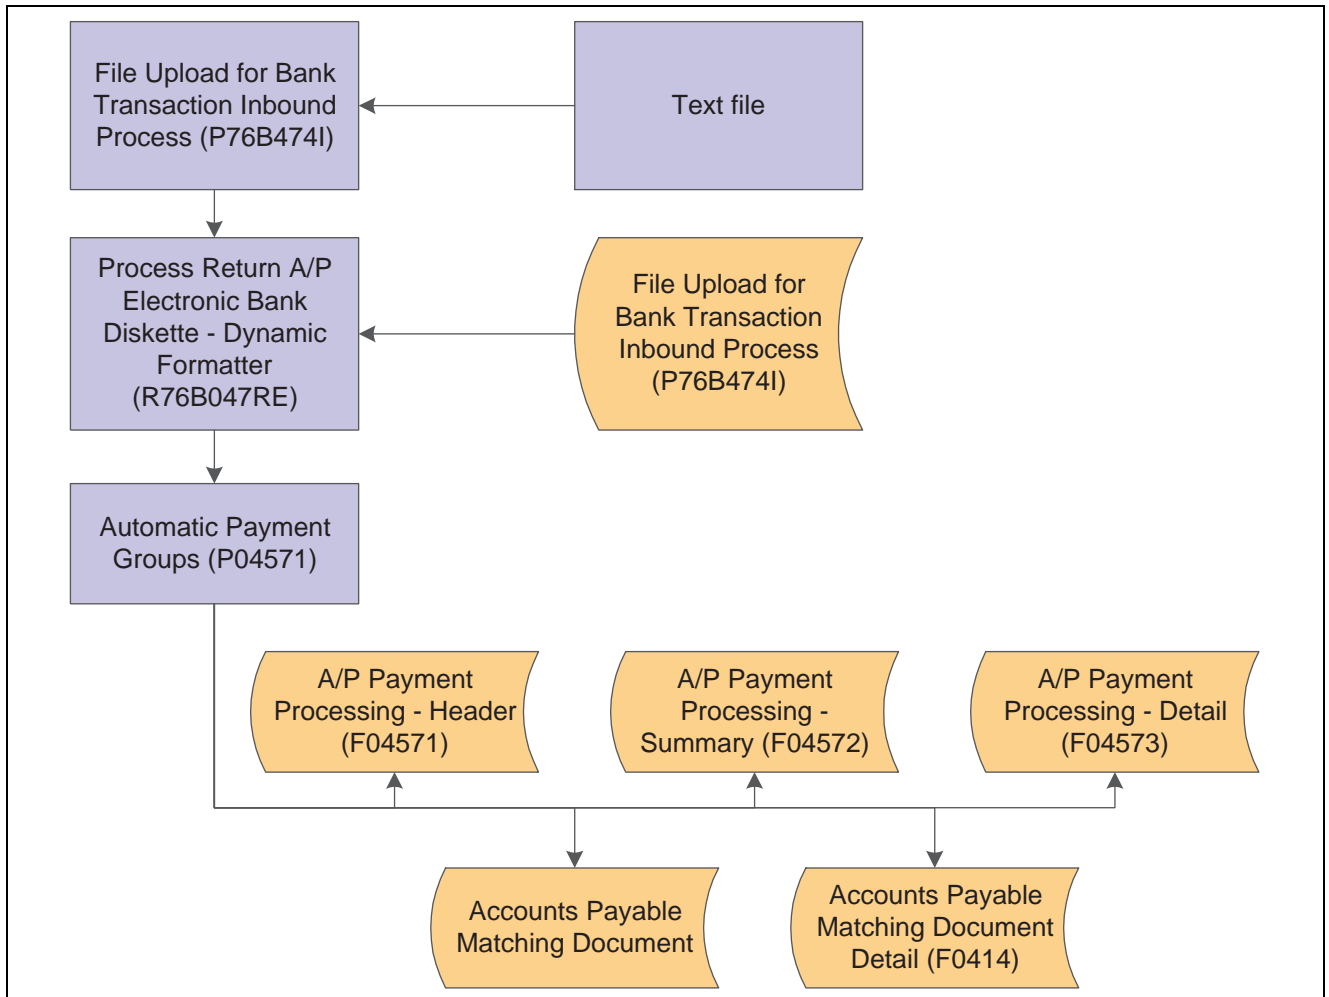 File Upload for Bank
Transaction Inbound
Process (P76B474I)
Text file
Process Return A/P
Electronic Bank
Diskette - Dynamic
Formatter
(R76B047RE)
File Upload for
Bank Transaction
Inbound Process
(P76B474I)
Automatic Payment
Groups (P04571)
A/P Payment
Processing - Header
(F04571)
A/P Payment
Processing -
Summary (F04572)
A/P Payment
Processing - Detail
(F04573)
Accounts Payable
Matching Document
Accounts Payable
Matching Document
Detail (F0414)